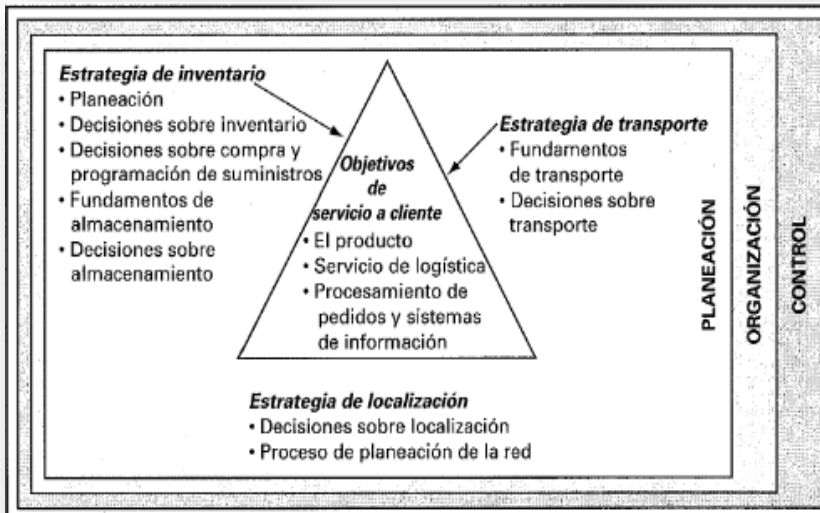 Estrategia de inventario
• Planeación
• Decisiones sobre inventario
• Decisiones sobre compra y
programación de suministros
• Fundamentos de
almacenamiento
• Decisiones sobre
almacenamiento
Objetivos
de
servicio a cliente
• El producto
• Servicio de logística
• Procesamiento de
pedidos y sistemas
de información
Estrategia de transporte
• Fundamentos
de transporte
• Decisiones sobre
transporte
Estrategia de localización
• Decisiones sobre localización
• Proceso de planeación de la red
PLANEACIÓN
ORGANIZACIÓN
CONTROL